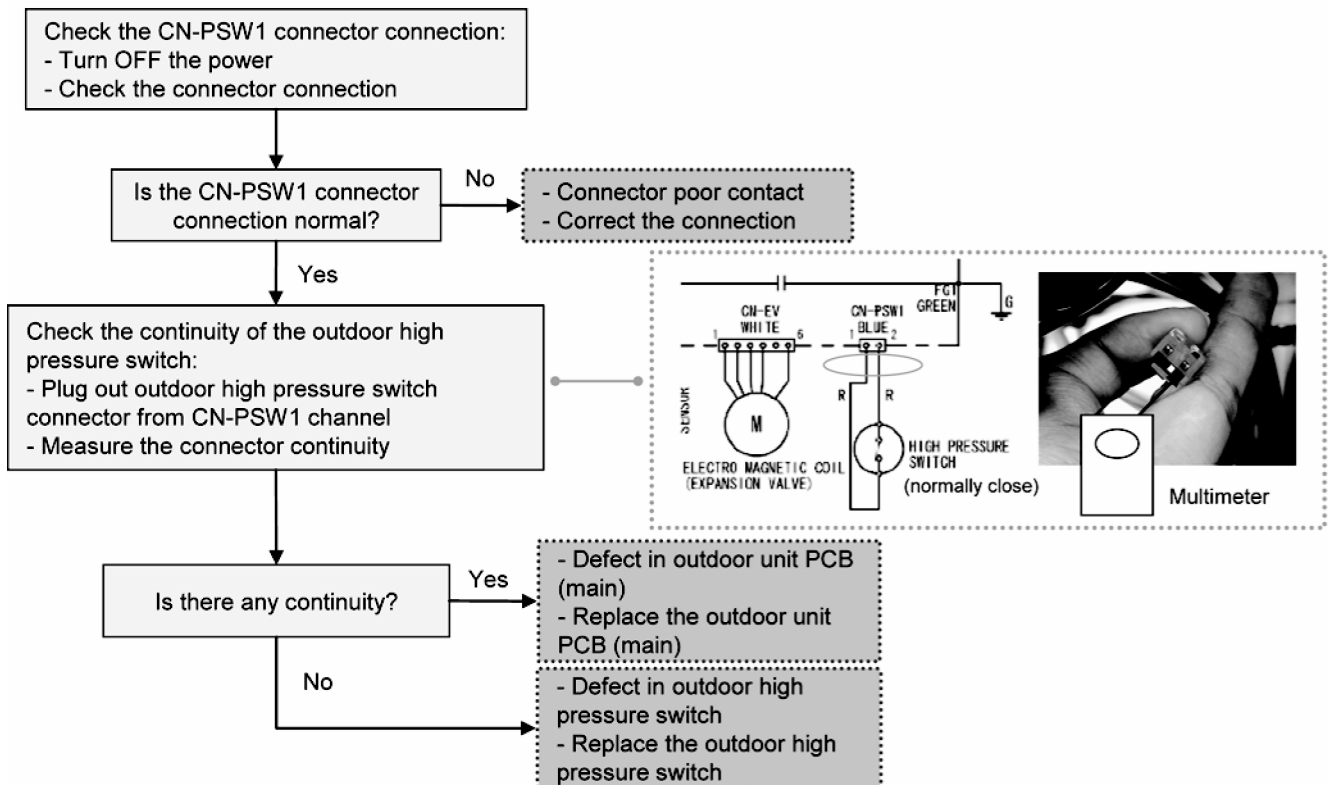 Check the CN-PSW1 connector connection:
- Turn OFF the power
- Check the connector connection
Is the CN-PSW1 connector
connection normal?
No
- Connector poor contact
- Correct the connection
Yes
Check the continuity of the outdoor high
pressure switch:
- Plug out outdoor high pressure switch
connector from CN-PSW1 channel
- Measure the connector continuity
CN-EV
WHITE
1
6
CN-PSW1
BLUE
1
2
FG1
GREEN
G
SENSOR
M
R
R
ELECTRO MAGNETIC COIL
(EXPANSION VALVE)
HIGH PRESSURE
SWITCH
(normally close)
Multimeter
Is there any continuity?
Yes
- Defect in outdoor unit PCB
(main)
- Replace the outdoor unit
PCB (main)
No
- Defect in outdoor high
pressure switch
- Replace the outdoor high
pressure switch